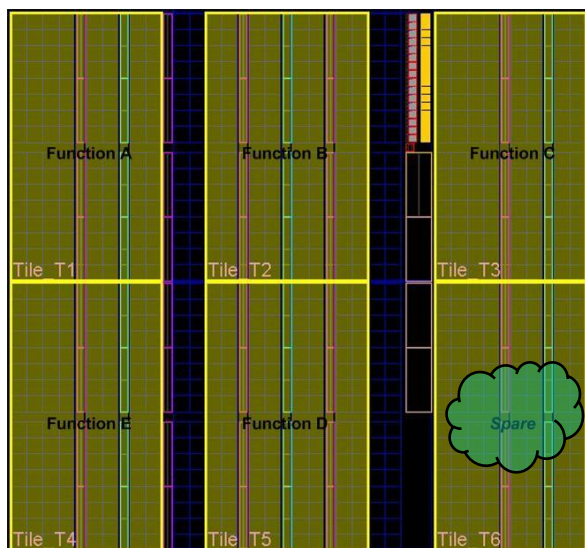 Function A
Function B
Function C
Tile_T1
Tile_T2
Tile_T3
Function E
Function D
Spare
Tile_T4
Tile_T5
Tile_T6